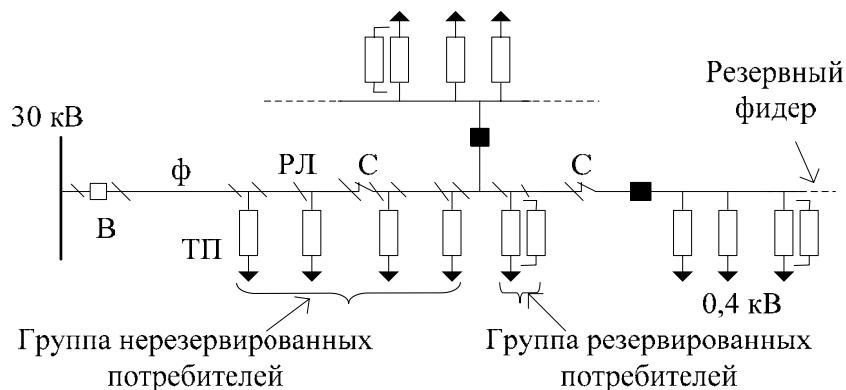 Резервный
фидер
30 кВ
ф
РЛ
С
С
В
ТП
0,4 кВ
Группа нерезервированных
потребителей
Группа резервированных
потребителей